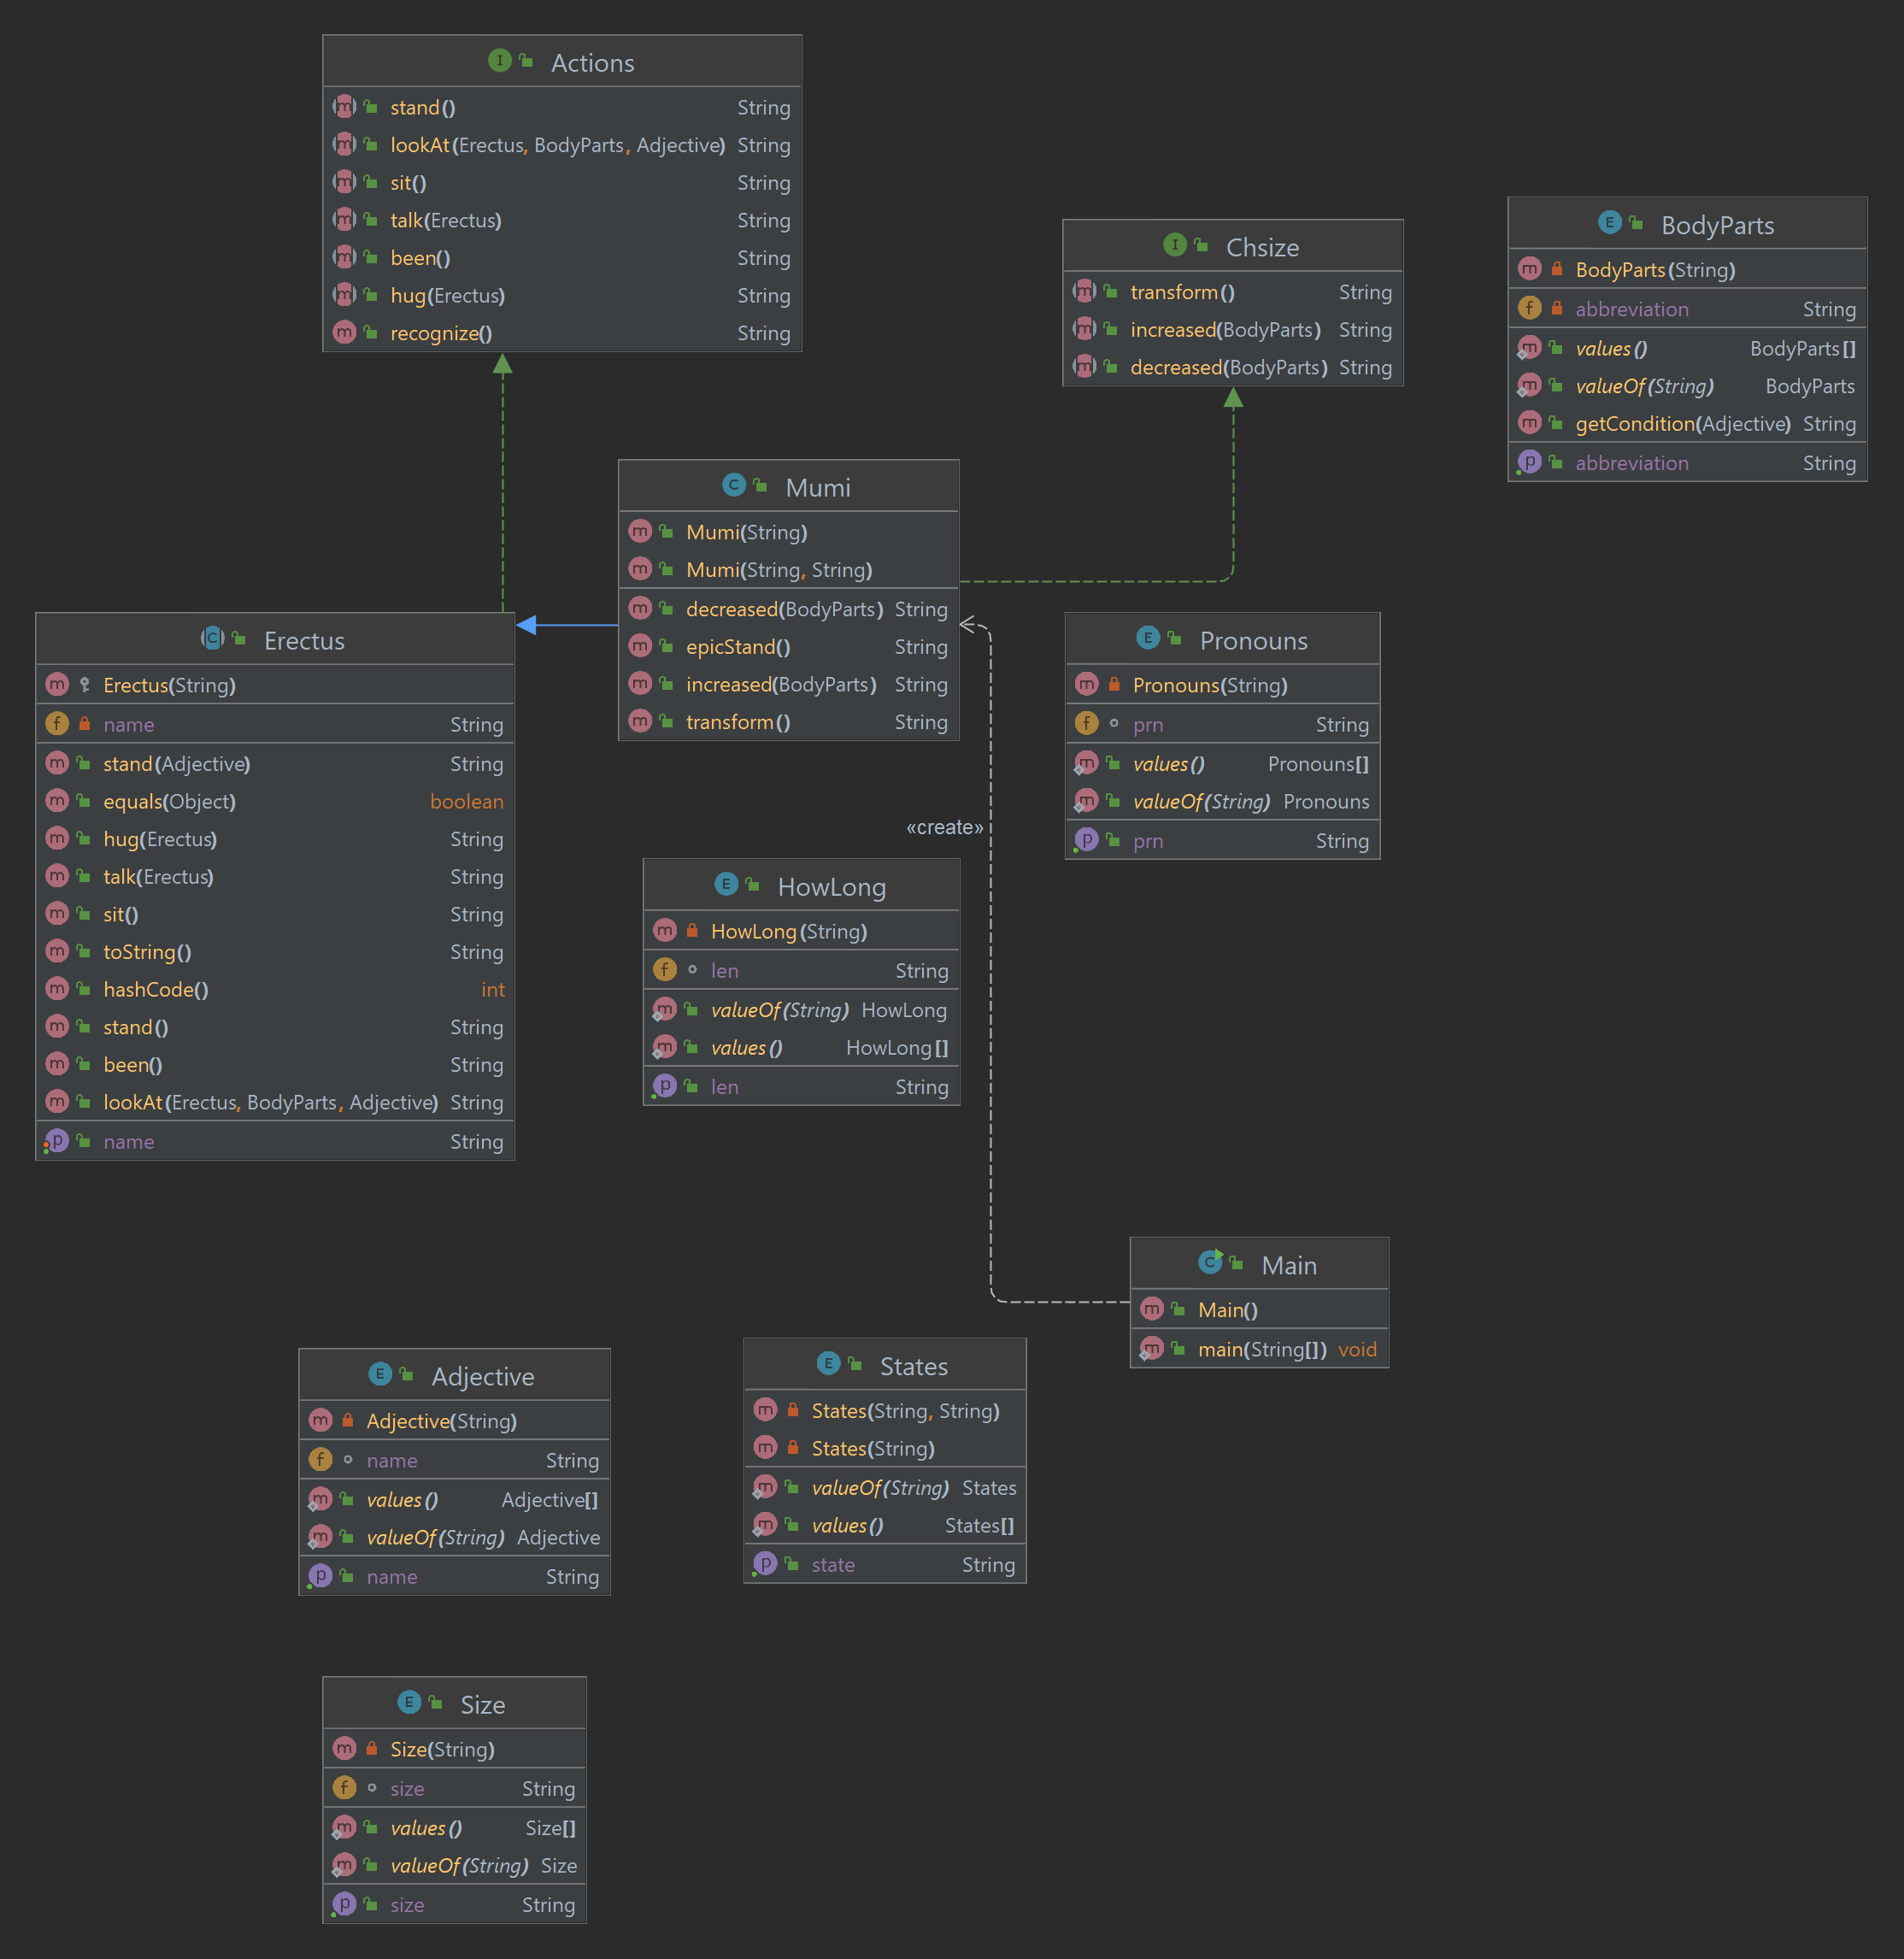 Actions
stand() String
lookAt(Erectus, BodyParts, Adjective) String
sit() String
talk(Erectus) String
been() String
hug(Erectus) String
recognize() String
Chsize
transform() String
increased(BodyParts) String
decreased(BodyParts) String
BodyParts
BodyParts(String)
abbreviation String
values() BodyParts[]
valueOf(String) BodyParts
getCondition(Adjective) String
abbreviation String
Mumi
Mumi(String)
Mumi(String, String)
decreased(BodyParts) String
epicStand() String
increased(BodyParts) String
transform() String
Erectus
Erectus(String)
name String
stand(Adjective) String
equals(Object) boolean
hug(Erectus) String
talk(Erectus) String
sit() String
toString() String
hashCode() int
stand() String
been() String
lookAt(Erectus, BodyParts, Adjective) String
name String
Pronouns
Pronouns(String)
prn String
values() Pronouns[]
valueOf(String) Pronouns
prn String
«create»
HowLong
HowLong(String)
len String
valueOf(String) HowLong
values() HowLong[]
len String
Main
Main()
main(String[]) void
Adjective
Adjective(String)
name String
values() Adjective[]
valueOf(String) Adjective
name String
States
States(String, String)
States(String)
valueOf(String) States
values() States[]
state String
Size
Size(String)
size String
values() Size[]
valueOf(String) Size
size String